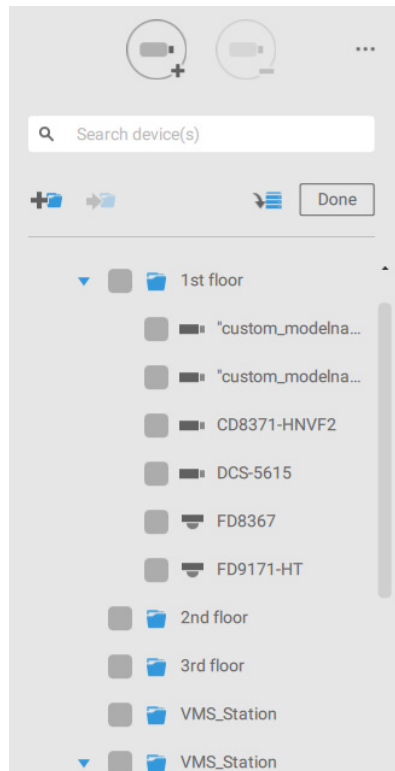 Search device(s)
Done
1st floor
"custom_modelna...
"custom_modelna...
CD8371-HNVF2
DCS-5615
FD8367
FD9171-HT
2nd floor
3rd floor
VMS_Station
VMS_Station